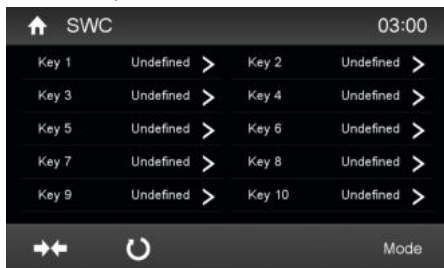 SWC 03:00
Key 1 Undefined Key 2 Undefined
Key 3 Undefined Key 4 Undefined
Key 5 Undefined Key 6 Undefined
Key 7 Undefined Key 8 Undefined
Key 9 Undefined Key 10 Undefined
Mode